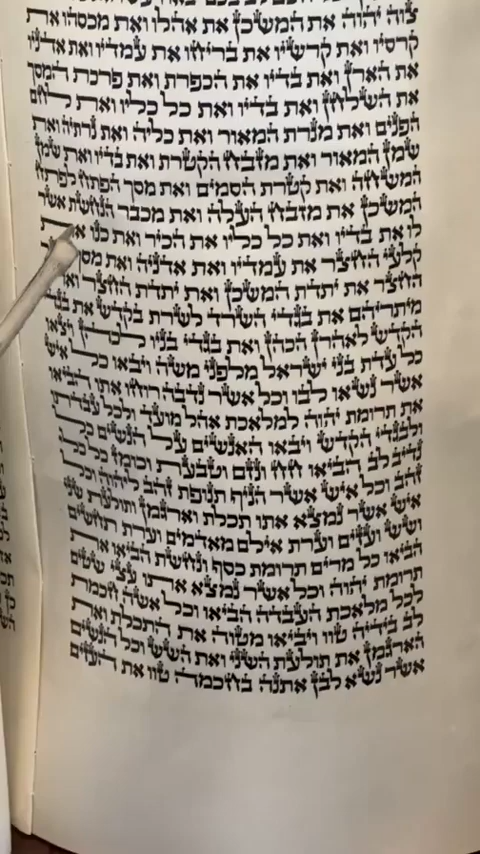 צוה יהוה את המשכן את אהלו ואת מכסהו את
קרסיו ואת קרשיו את בריחו את עמדיו ואת אדניו
את הארן ואת בדיו את הכפרת ואת פרכת המסך
את השלחן ואת בדיו ואת כל כליו ואת לחם
הפנים ואת מנרת המאור ואת כליה ואת נרתיה ואת
שמן המאור ואת מזבח הקטרת ואת בדיו ואת שמן
המשחה ואת קטרת הסמים ואת מסך הפתח לפתח
המשכן את מזבח העלה ואת מכבר הנחשת אשר
לו את בדיו ואת כל כליו את הכיר ואת כנו את
קלעי החצר את עמדיו ואת אדניה ואת מסך
החצר את יתדת המשכן ואת יתדת החצר ואת
מיתריהם את בגדי השרד לשרת בקדש את בגדי
הקדש לאהרן הכהן ואת בגדי בניו לכהן ויצאו
כל עדת בני ישראל מלפני משה ויבאו כל איש
אשר נשאו לבו וכל אשר נדבה רוחו אתו הביאו
את תרומת יהוה למלאכת אהל מועד ולכל עבדתו
ולבגדי הקדש ויבאו האנשים על הנשים כל
נדיב לב הביאו חח ונזם וטבעת וכומז כל כלי
זהב וכל איש אשר הניף תנופת זהב ליהוה וכל
איש אשר נמצא אתו תכלת וארגמן ותולעת שני
ושש ועזים וערת אילם מאדמים וערת תחשים
הביאו כל מרים תרומת כסף ונחשת הביאו את
תרומת יהוה וכל אשר נמצא אתו עצי שטים
לכל מלאכת העבדה הביאו וכל אשה חכמת
לב בידיה טוו ויביאו מטוה את התכלת ואת
הארגמן את תולעת השני ואת השש וכל הנשים
אשר נשא לבן אתנה בחכמה טוו את העזים